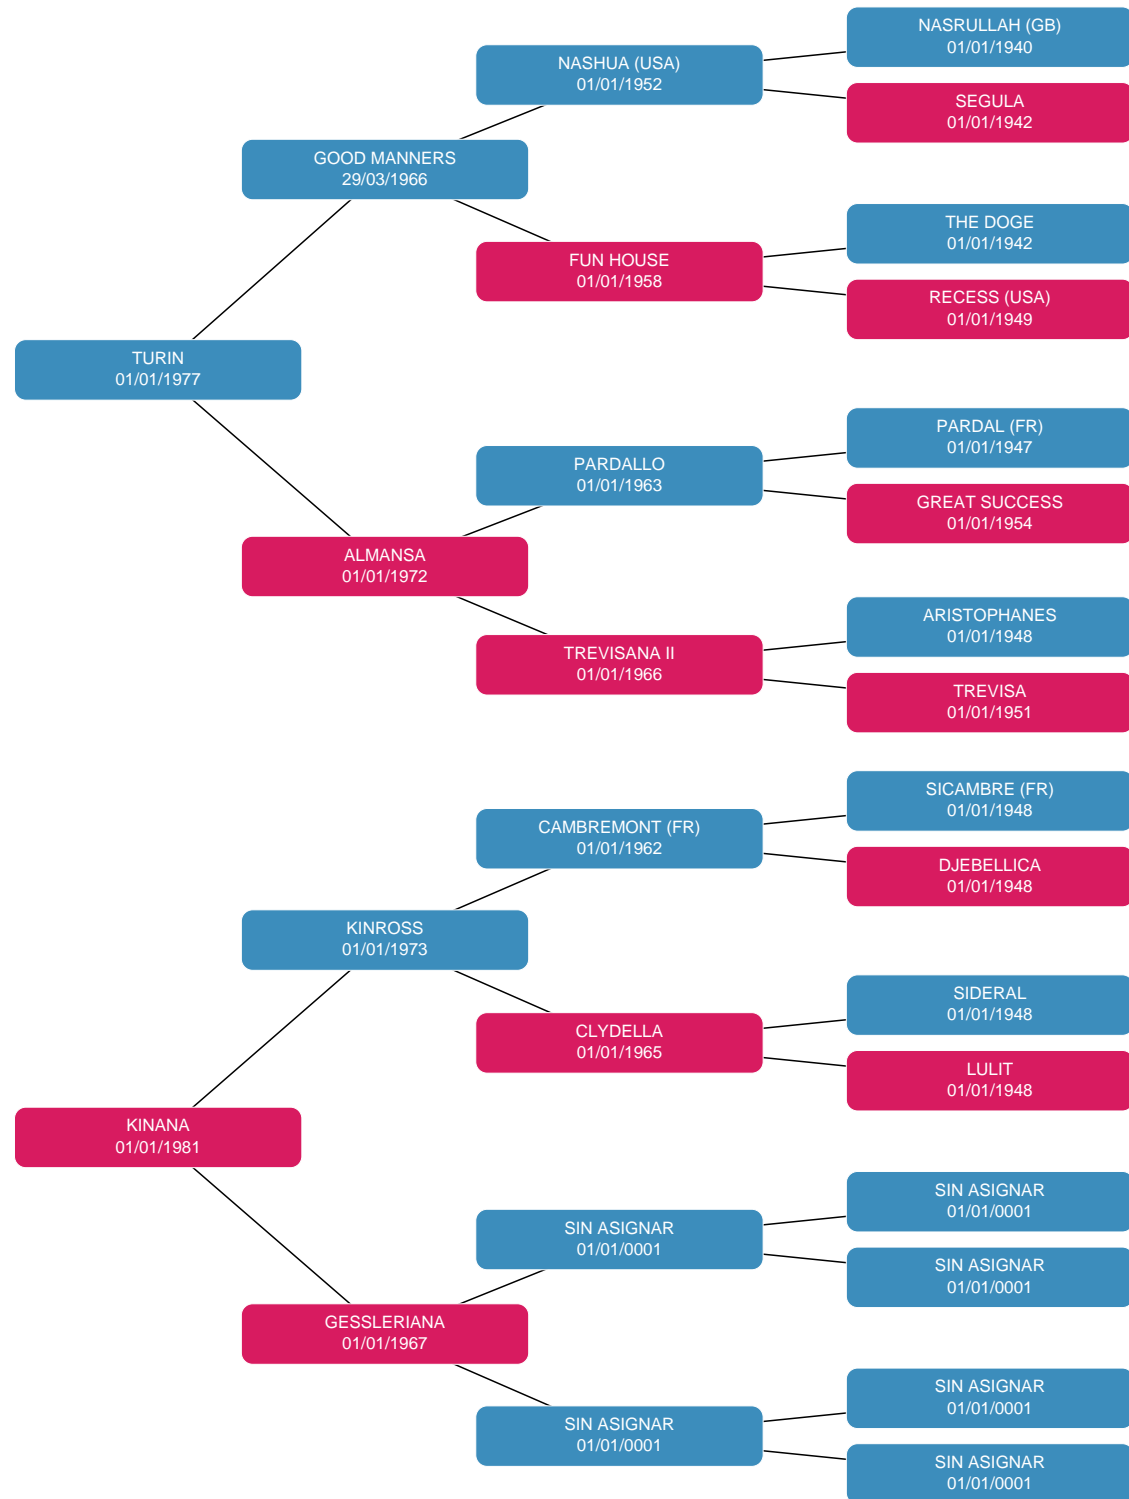 NASRULLAH (GB)
01/01/1940
NASHUA (USA)
01/01/1952
SEGULA
01/01/1942
GOOD MANNERS
29/03/1966
THE DOGE
01/01/1942
FUN HOUSE
01/01/1958
RECESS (USA)
01/01/1949
TURIN
01/01/1977
PARDAL (FR)
01/01/1947
PARDALLO
01/01/1963
GREAT SUCCESS
01/01/1954
ALMANSA
01/01/1972
ARISTOPHANES
01/01/1948
TREVISANA II
01/01/1966
TREVISA
01/01/1951
SICAMBRE (FR)
01/01/1948
CAMBREMONT (FR)
01/01/1962
DJEBELLICA
01/01/1948
KINROSS
01/01/1973
SIDERAL
01/01/1948
CLYDELLA
01/01/1965
LULIT
01/01/1948
KINANA
01/01/1981
SIN ASIGNAR
01/01/0001
SIN ASIGNAR
01/01/0001
SIN ASIGNAR
01/01/0001
GESSLERIANA
01/01/1967
SIN ASIGNAR
01/01/0001
SIN ASIGNAR
01/01/0001
SIN ASIGNAR
01/01/0001